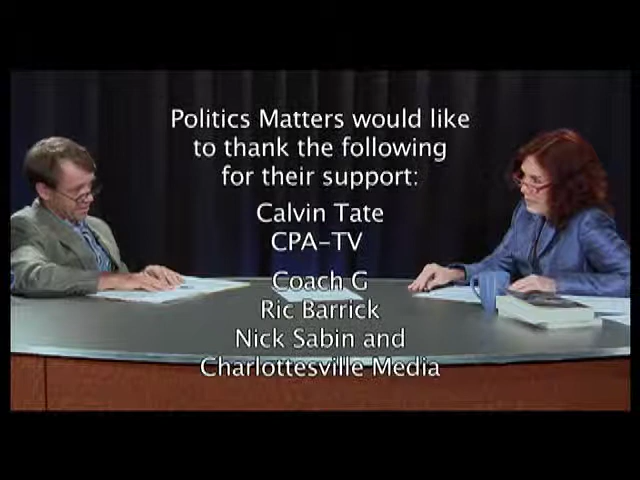 Politics Matters would like
to thank the following
for their support:
Calvin Tate
CPA-TV
Coach G
Ric Barrick
Nick Sabin and
Charlottesville Media